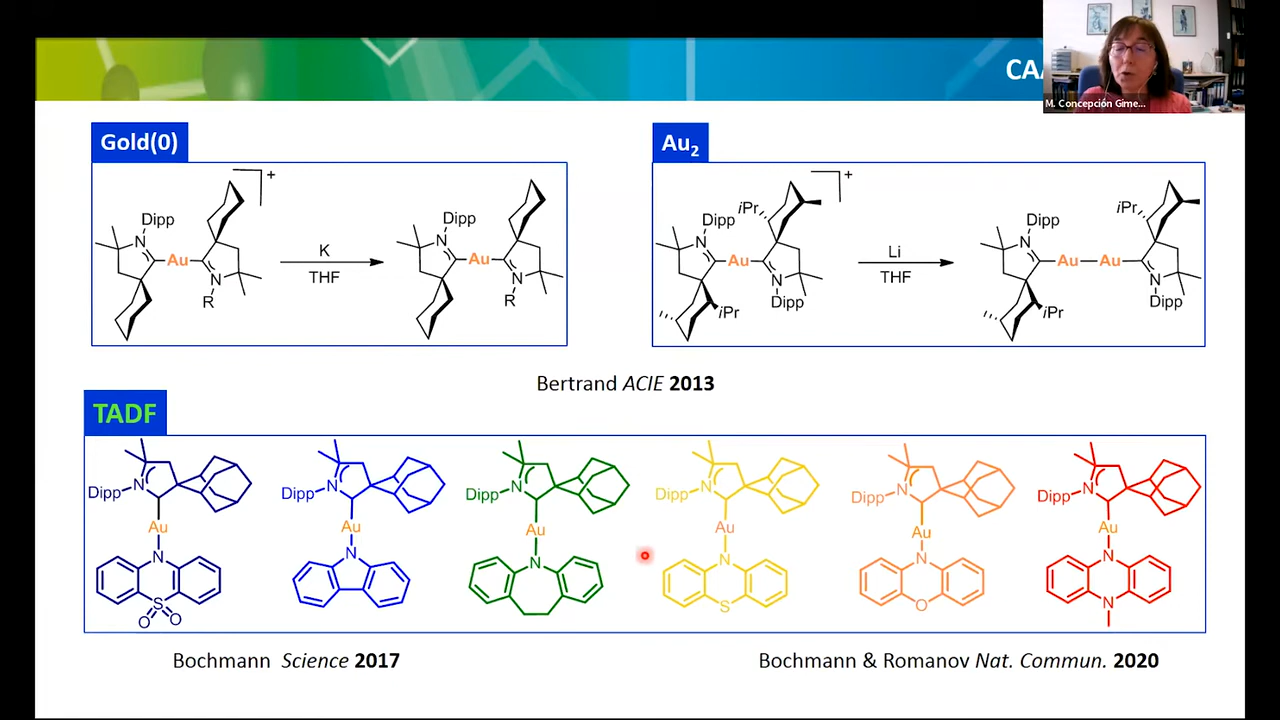 CAA
M. Concepción Gime...
Gold(0)
Au2
+
Dipp
N
Au
N
R
K
THF
Dipp
N
Au
N
R
+
Dipp
iPr
N
Au
N
Dipp
iPr
Li
THF
Dipp
iPr
N
Au
Au
N
Dipp
iPr
Bertrand ACIE 2013
TADF
Dipp N
Au
N
S
O O
Dipp N
Au
N
Dipp N
Au
N
Dipp N
Au
N
S
Dipp N
Au
N
O
Dipp N
Au
N
N
Bochmann Science 2017
Bochmann & Romanov Nat. Commun. 2020